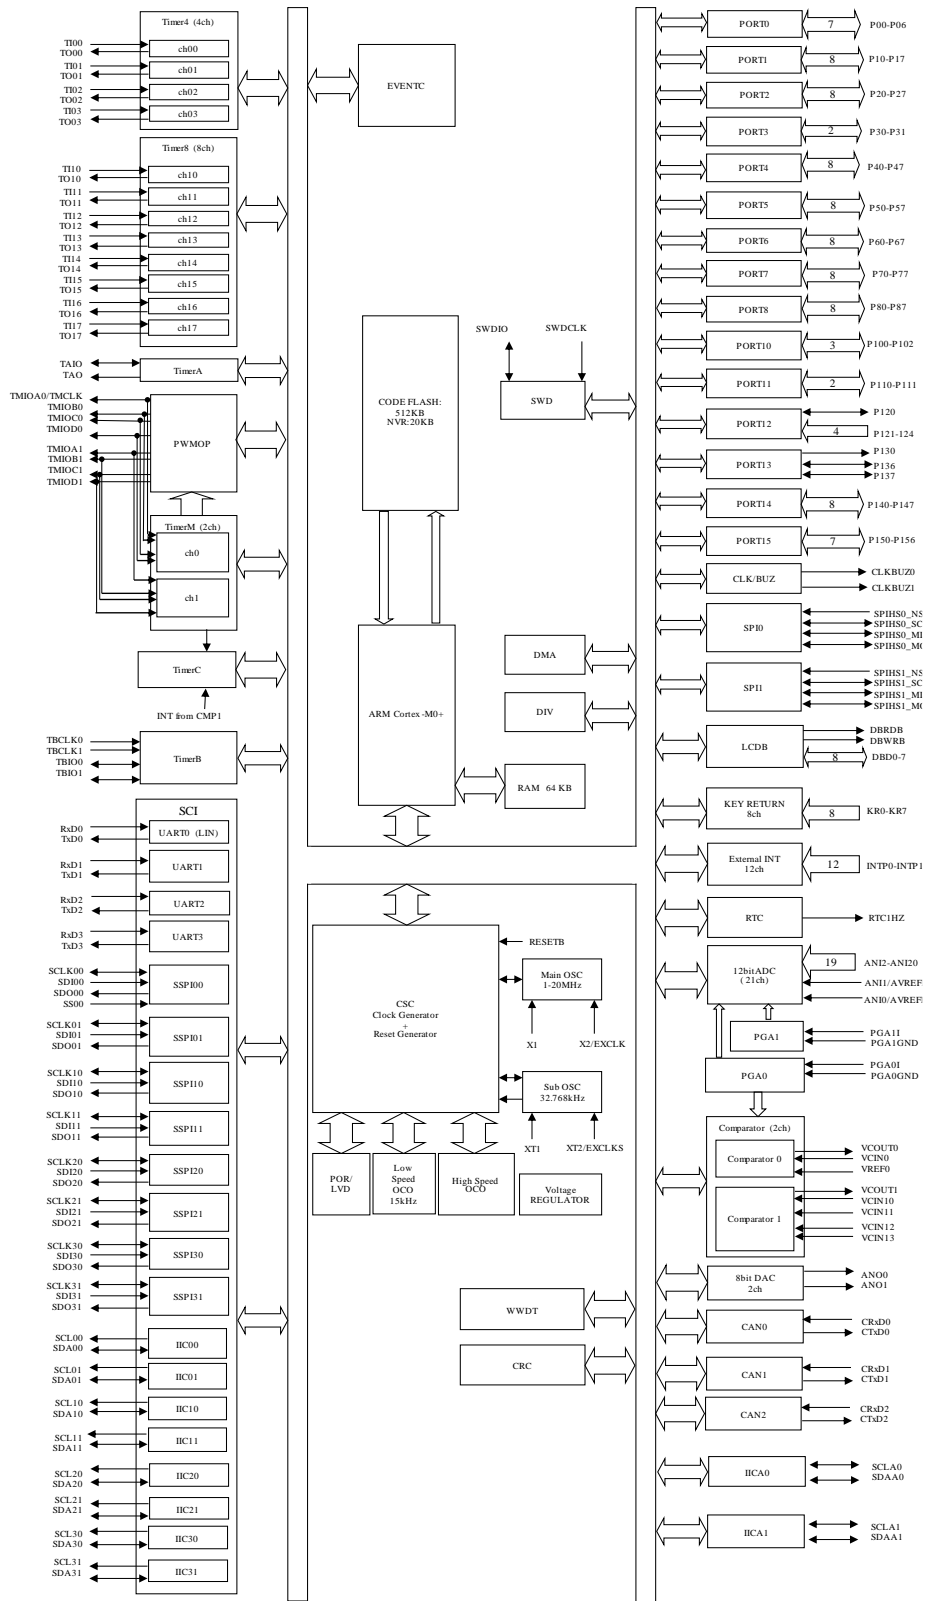 Timer4 (4ch)
TI00
TO00
ch00
TI01
TO01
ch01
TI02
TO02
ch02
TI03
TO03
ch03
Timer8 (8ch)
TI10
TO10
ch10
TI11
TO11
ch11
TI12
TO12
ch12
TI13
TO13
ch13
TI14
TO14
ch14
TI15
TO15
ch15
TI16
TO16
ch16
TI17
TO17
ch17
TAIO
TAO
TimerA
TMIOA0/TMCLK
TMIOB0
TMIOC0
TMIOD0
TMIOA1
TMIOB1
TMIOC1
TMIOD1
PWMOP
TimerM (2ch)
ch0
ch1
TimerC
INT from CMP1
TBCLK0
TBCLK1
TBIO0
TBIO1
TimerB
SCI
RxD0
TxD0
UART0 (LIN)
RxD1
TxD1
UART1
RxD2
TxD2
UART2
RxD3
TxD3
UART3
SCLK00
SDI00
SDO00
SS00
SSPI00
SCLK01
SDI01
SDO01
SSPI01
SCLK10
SDI10
SDO10
SSPI10
SCLK11
SDI11
SDO11
SSPI11
SCLK20
SDI20
SDO20
SSPI20
SCLK21
SDI21
SDO21
SSPI21
SCLK30
SDI30
SDO30
SSPI30
SCLK31
SDI31
SDO31
SSPI31
SCL00
SDA00
IIC00
SCL01
SDA01
IIC01
SCL10
SDA10
IIC10
SCL11
SDA11
IIC11
SCL20
SDA20
IIC20
SCL21
SDA21
IIC21
SCL30
SDA30
IIC30
SCL31
SDA31
IIC31
EVENTC
CODE FLASH:
512KB
NVR:20KB
SWDIO
SWDCLK
SWD
ARM Cortex-M0+
DMA
DIV
RAM 64 KB
CSC
Clock Generator
+
Reset Generator
RESETB
Main OSC
1-20MHz
X1
X2/EXCLK
Sub OSC
32.768kHz
XT1
XT2/EXCLKS
POR/
LVD
Low
Speed
OCO
15kHz
High Speed
OCO
Voltage
REGULATOR
WWDT
CRC
PORT0
7
P00-P06
PORT1
8
P10-P17
PORT2
8
P20-P27
PORT3
2
P30-P31
PORT4
8
P40-P47
PORT5
8
P50-P57
PORT6
8
P60-P67
PORT7
8
P70-P77
PORT8
8
P80-P87
PORT10
3
P100-P102
PORT11
2
P110-P111
PORT12
P120
4
P121-124
PORT13
P130
P136
P137
PORT14
8
P140-P147
PORT15
7
P150-P156
CLK/BUZ
CLKBUZ0
CLKBUZ1
SPI0
SPIHS0_NS
SPIHS0_SC
SPIHS0_MI
SPIHS0_MO
SPI1
SPIHS1_NS
SPIHS1_SC
SPIHS1_MI
SPIHS1_MO
LCDB
DBRDB
DBWRB
8
DBD0-7
KEY RETURN
8ch
8
KR0-KR7
External INT
12ch
12
INTP0-INTP1
RTC
RTC1HZ
12bitADC
(21ch)
19
ANI2-ANI20
ANI1/AVREF
ANI0/AVREF
PGA1
PGA1I
PGA1GND
PGA0
PGA0I
PGA0GND
Comparator (2ch)
Comparator 0
VCOUT0
VCIN0
VREF0
Comparator 1
VCOUT1
VCIN10
VCIN11
VCIN12
VCIN13
8bit DAC
2ch
ANO0
ANO1
CAN0
CRxD0
CTxD0
CAN1
CRxD1
CTxD1
CAN2
CRxD2
CTxD2
IICA0
SCLA0
SDAA0
IICA1
SCLA1
SDAA1